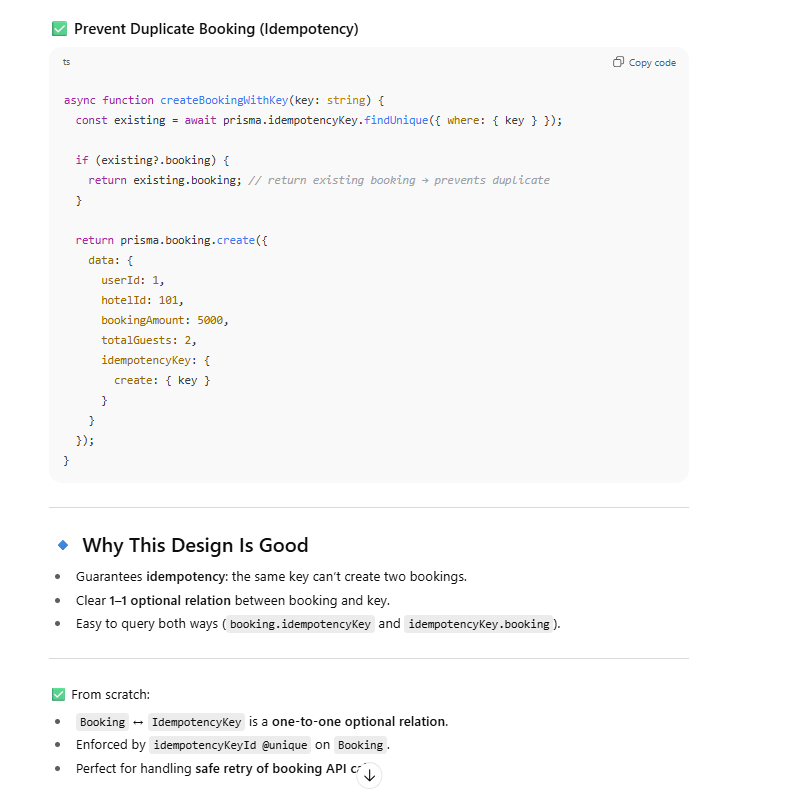 ✅ Prevent Duplicate Booking (Idempotency)
ts
Copy code
async function createBookingWithKey(key: string) {
  const existing = await prisma.idempotencyKey.findUnique({ where: { key } });

  if (existing?.booking) {
    return existing.booking; // return existing booking → prevents duplicate
  }

  return prisma.booking.create({
    data: {
      userId: 1,
      hotelId: 101,
      bookingAmount: 5000,
      totalGuests: 2,
      idempotencyKey: {
        create: { key }
      }
    }
  });
}
🔹 Why This Design Is Good
• Guarantees idempotency: the same key can't create two bookings.
• Clear 1–1 optional relation between booking and key.
• Easy to query both ways (booking.idempotencyKey and idempotencyKey.booking).
✅ From scratch:
• Booking ↔ IdempotencyKey is a one-to-one optional relation.
• Enforced by idempotencyKeyId @unique on Booking.
• Perfect for handling safe retry of booking API